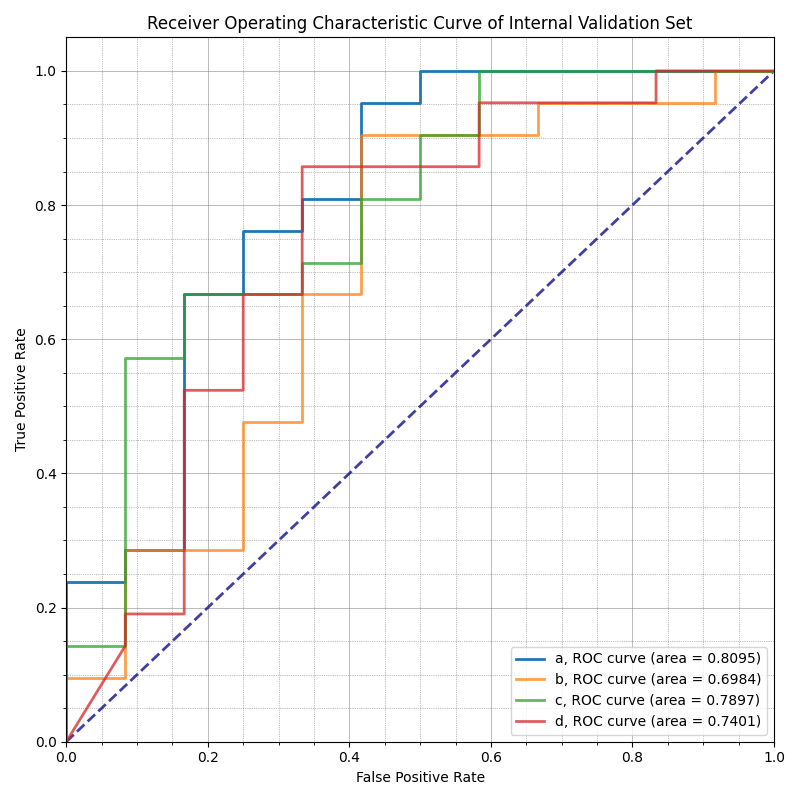 Receiver Operating Characteristic Curve of Internal Validation Set
1.0
0.8
0.6
0.4
0.2
0.0
True Positive Rate
0.0 0.2 0.4 0.6 0.8 1.0
False Positive Rate
a, ROC curve (area = 0.8095)
b, ROC curve (area = 0.6984)
c, ROC curve (area = 0.7897)
d, ROC curve (area = 0.7401)